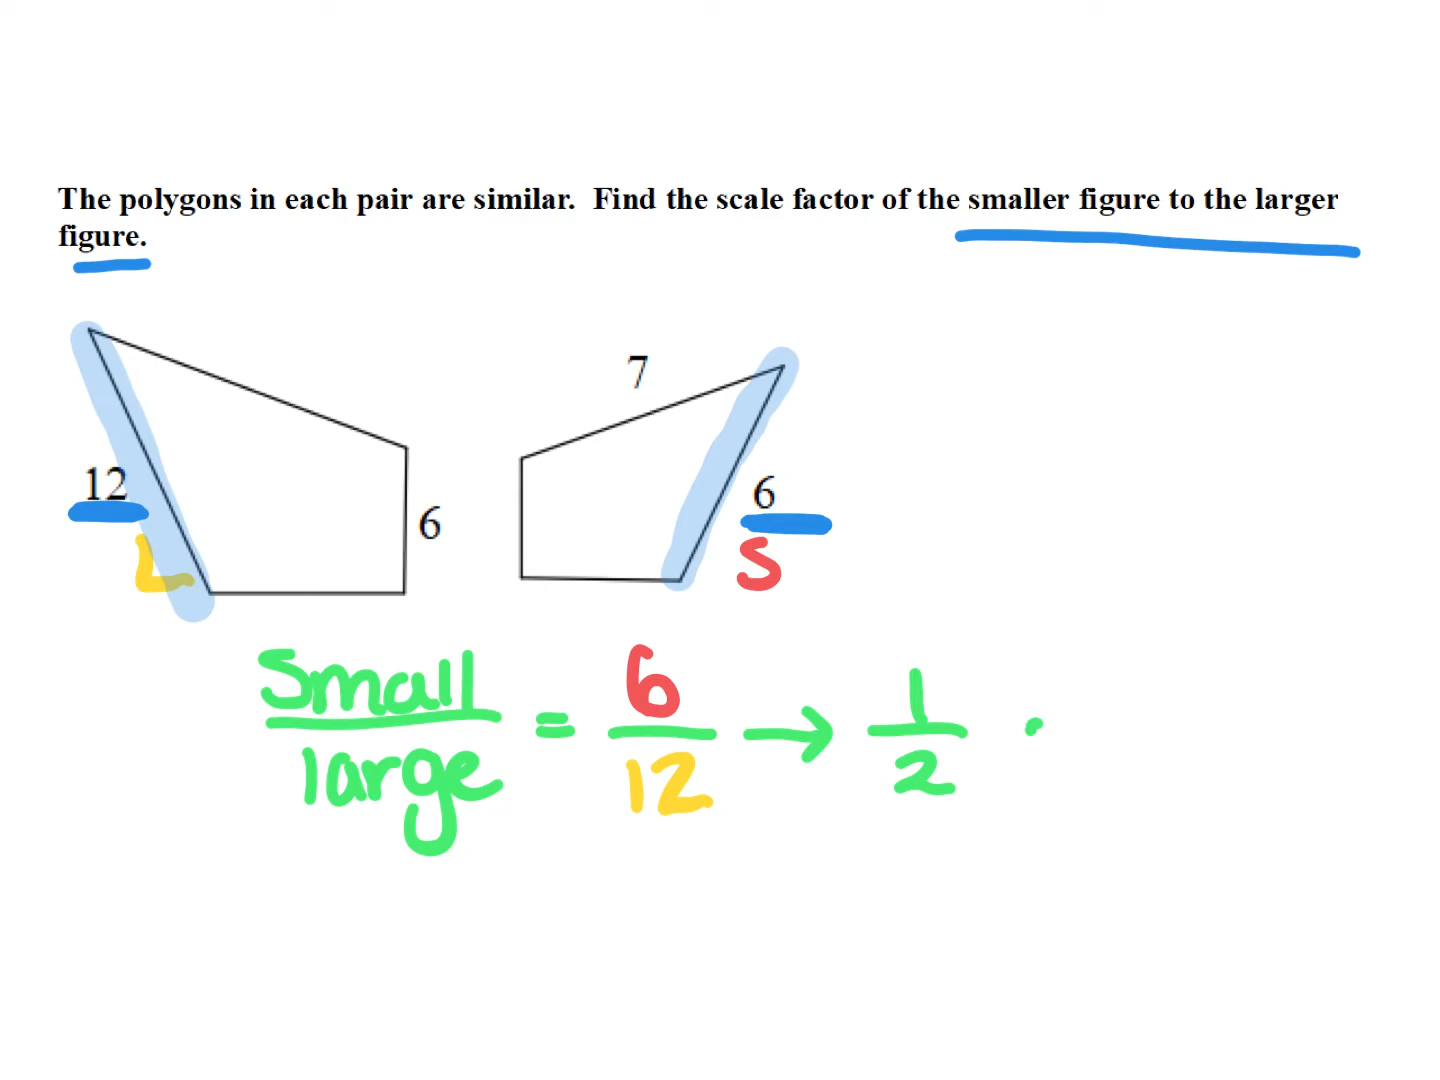 The polygons in each pair are similar. Find the scale factor of the smaller figure to the larger
figure.
7
12
6
6
L
S
small
large
= 6/12 → 1/2 ·